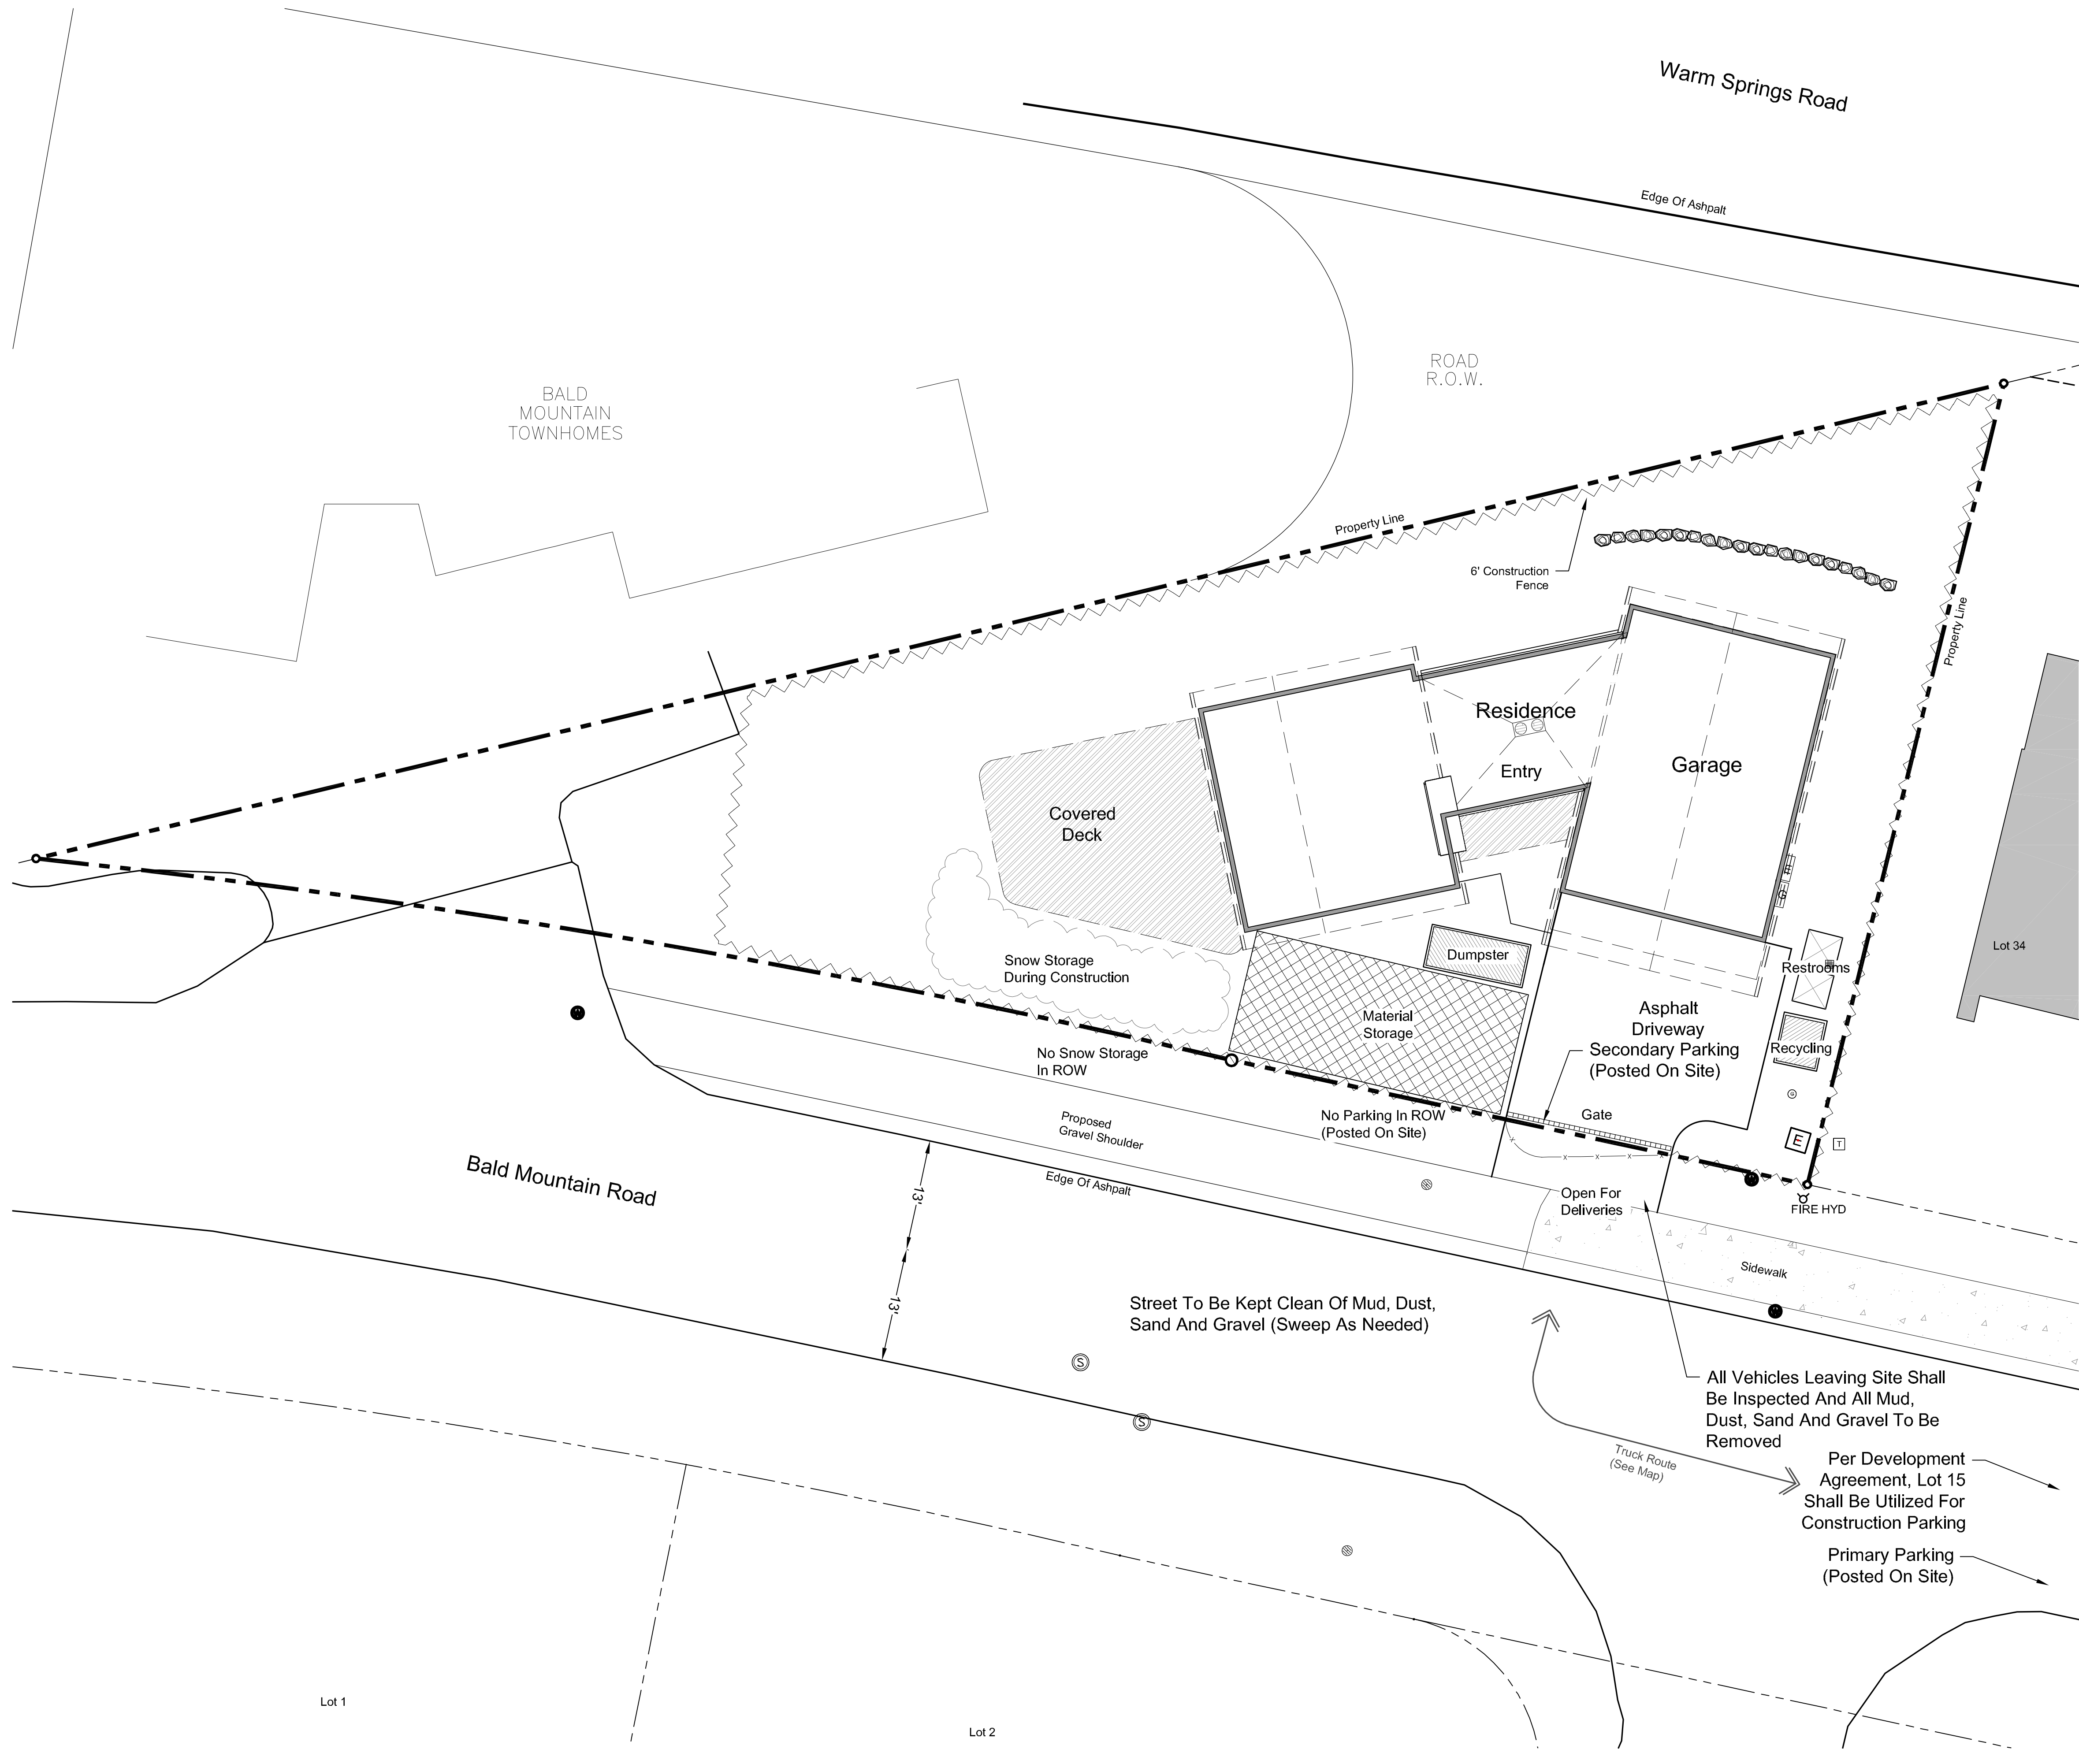 Warm Springs Road
Edge Of Ashpalt
ROAD
R.O.W.
BALD
MOUNTAIN
TOWNHOMES
Property Line
6' Construction
Fence
Property Line
Residence
Entry
Garage
Covered
Deck
E
G
Lot 34
Dumpster
Restrooms
Snow Storage
During Construction
Material
Storage
Asphalt
Driveway
Secondary Parking
(Posted On Site)
Recycling
No Snow Storage
In ROW
G
Proposed
Gravel Shoulder
No Parking In ROW
(Posted On Site)
Gate
E
T
x x x x
Edge Of Ashpalt
Bald Mountain Road
13'
13'
Open For
Deliveries
FIRE HYD
Sidewalk
Street To Be Kept Clean Of Mud, Dust,
Sand And Gravel (Sweep As Needed)
S
S
All Vehicles Leaving Site Shall
Be Inspected And All Mud,
Dust, Sand And Gravel To Be
Removed
Truck Route
(See Map)
Per Development
Agreement, Lot 15
Shall Be Utilized For
Construction Parking
Primary Parking
(Posted On Site)
Lot 1
Lot 2